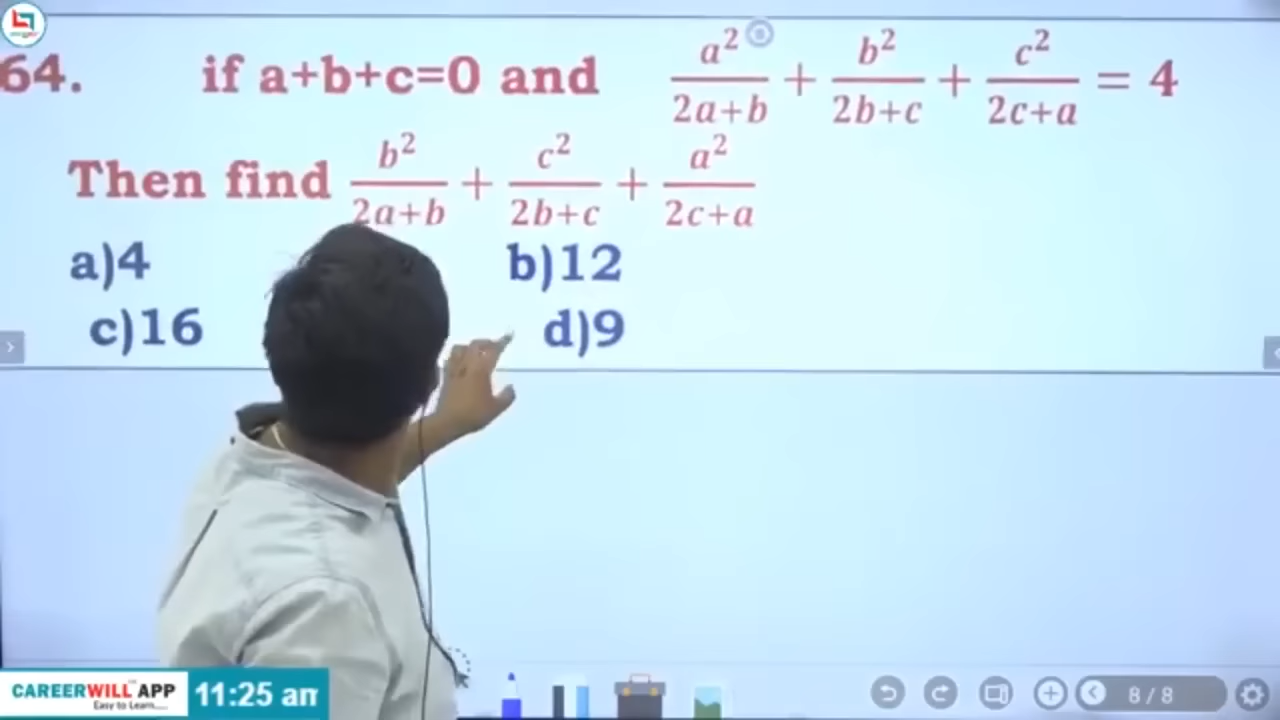 64. if a+b+c=0 and a²/(2a+b) + b²/(2b+c) + c²/(2c+a) = 4
Then find b²/(2a+b) + c²/(2b+c) + a²/(2c+a)
a)4 b)12
c)16 d)9
CAREERWILL APP
Easy to Learn.....
11:25 am
8 / 8